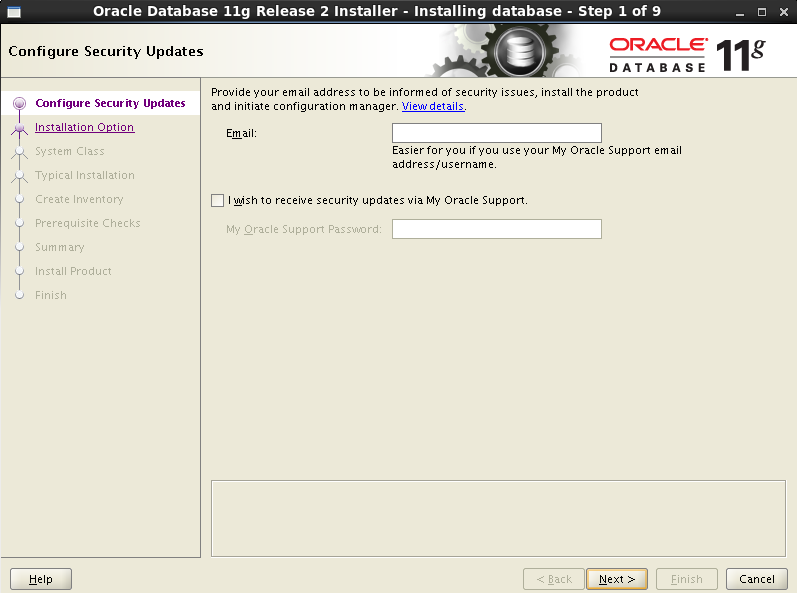 Oracle Database 11g Release 2 Installer - Installing database - Step 1 of 9
Configure Security Updates
ORACLE®
DATABASE
11g
Configure Security Updates
Installation Option
System Class
Typical Installation
Create Inventory
Prerequisite Checks
Summary
Install Product
Finish
Provide your email address to be informed of security issues, install the product
and initiate configuration manager. View details.
Email:
Easier for you if you use your My Oracle Support email
address/username.
I wish to receive security updates via My Oracle Support.
My Oracle Support Password:
Help
< Back
Next >
Finish
Cancel